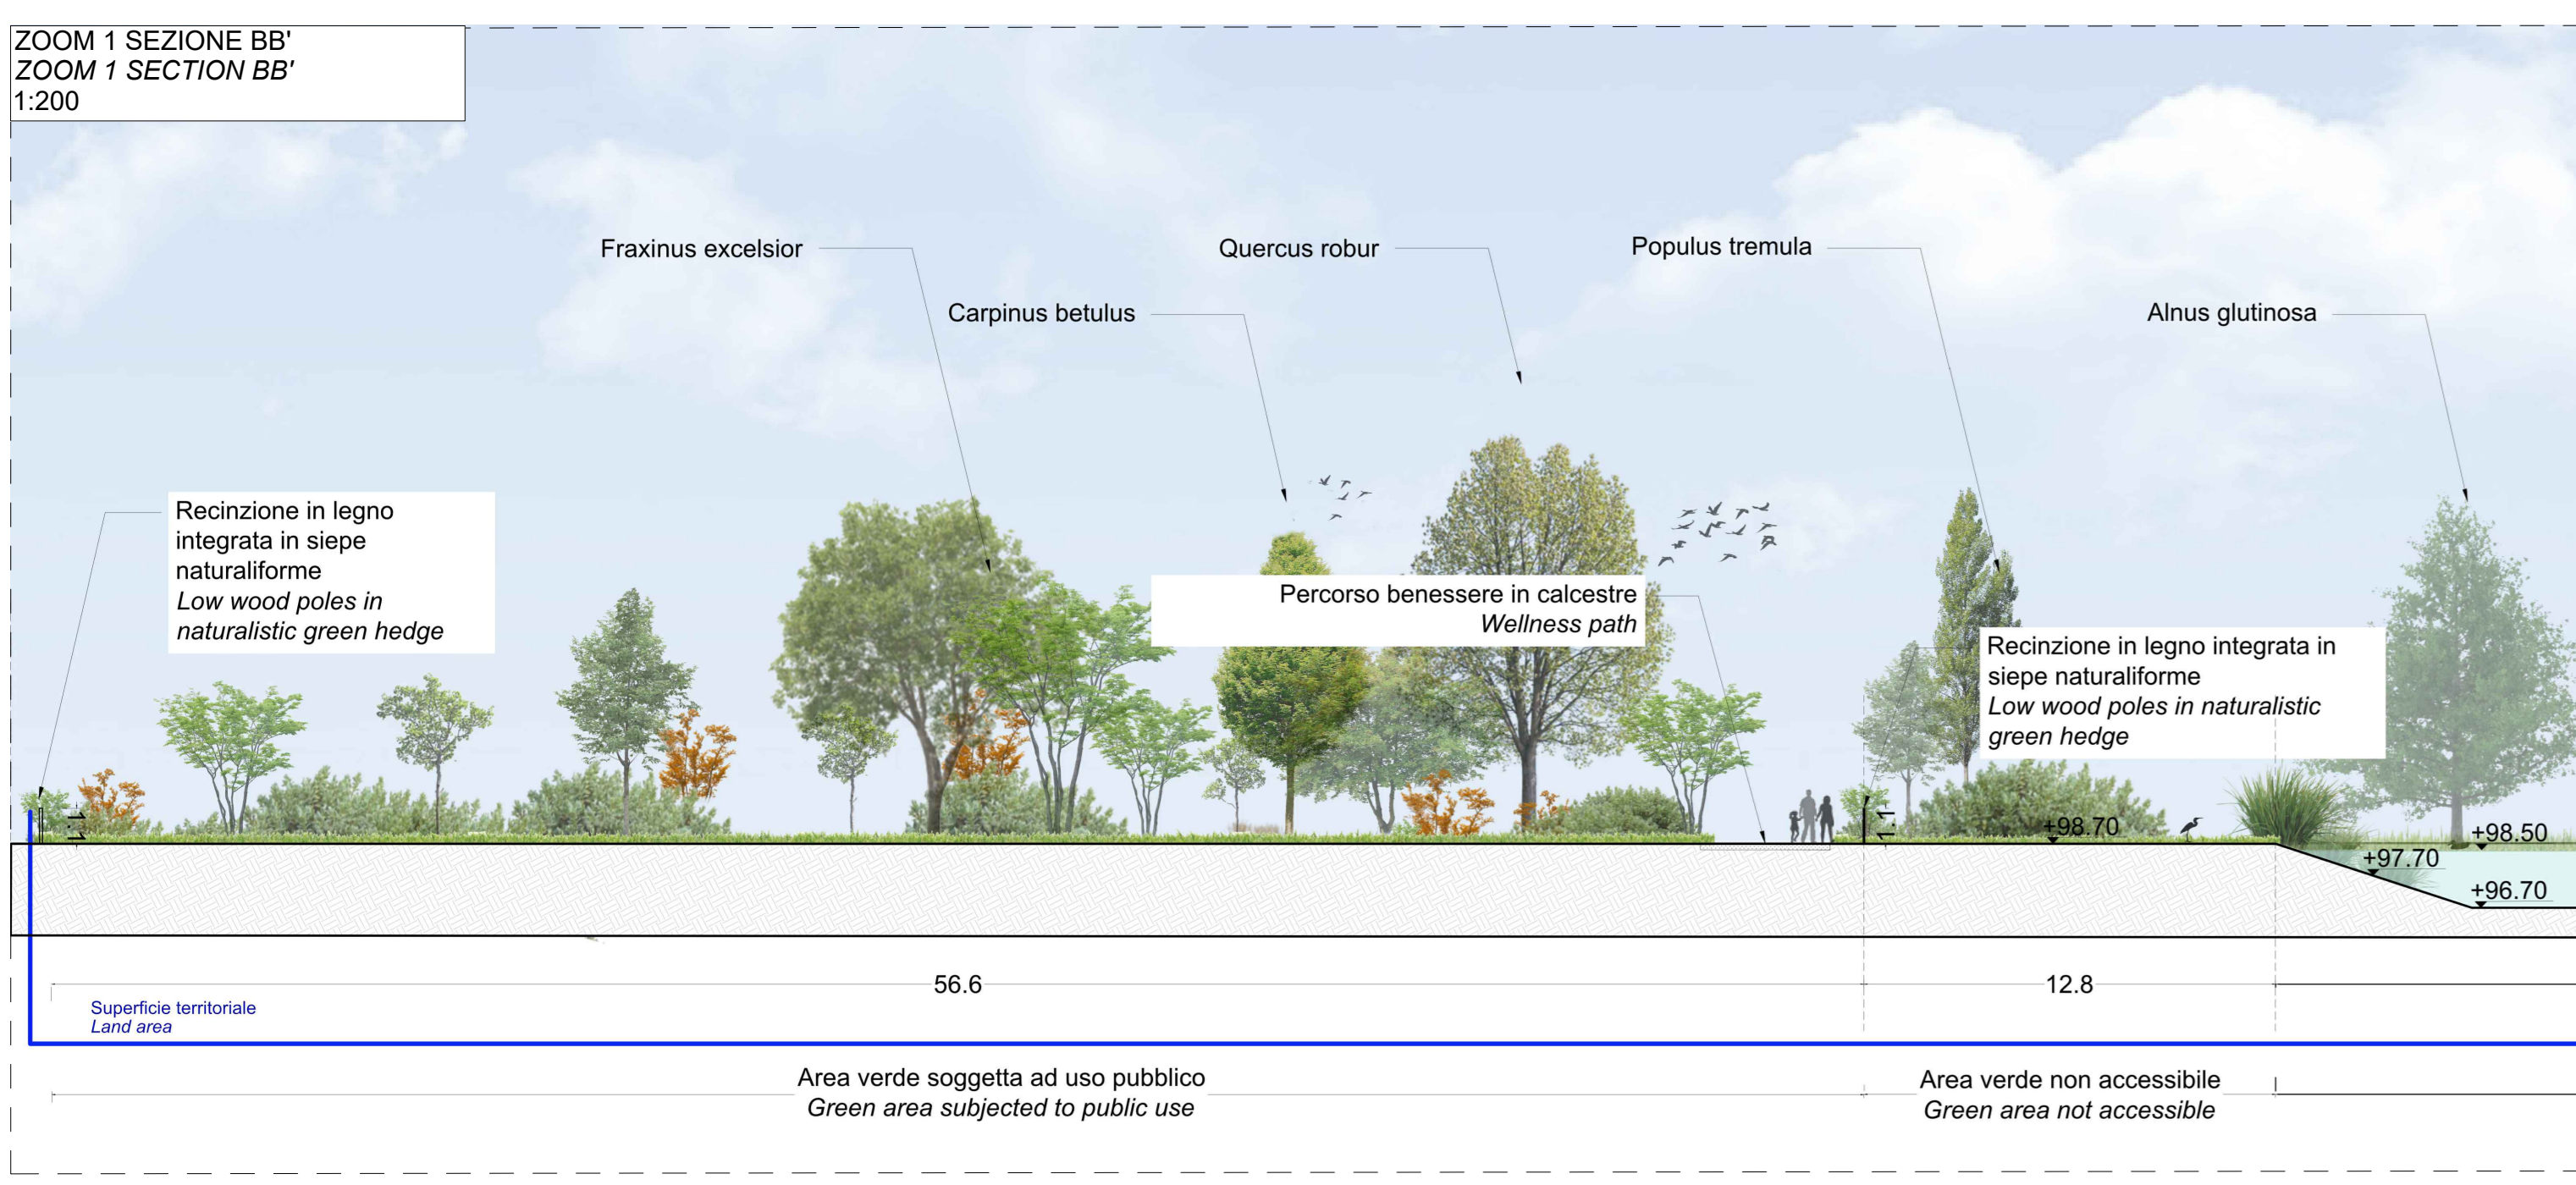 ZOOM 1 SEZIONE BB'
ZOOM 1 SECTION BB'
1:200
Fraxinus excelsior
Quercus robur
Populus tremula
Carpinus betulus
Alnus glutinosa
Recinzione in legno
integrata in siepe
naturaliforme
Low wood poles in
naturalistic green hedge
Percorso benessere in calcestre
Wellness path
Recinzione in legno integrata in
siepe naturaliforme
Low wood poles in naturalistic
green hedge
1.1
1.1
+98.70
+98.50
+97.70
+96.70
56.6
12.8
Superficie territoriale
Land area
Area verde soggetta ad uso pubblico
Green area subjected to public use
Area verde non accessibile
Green area not accessible